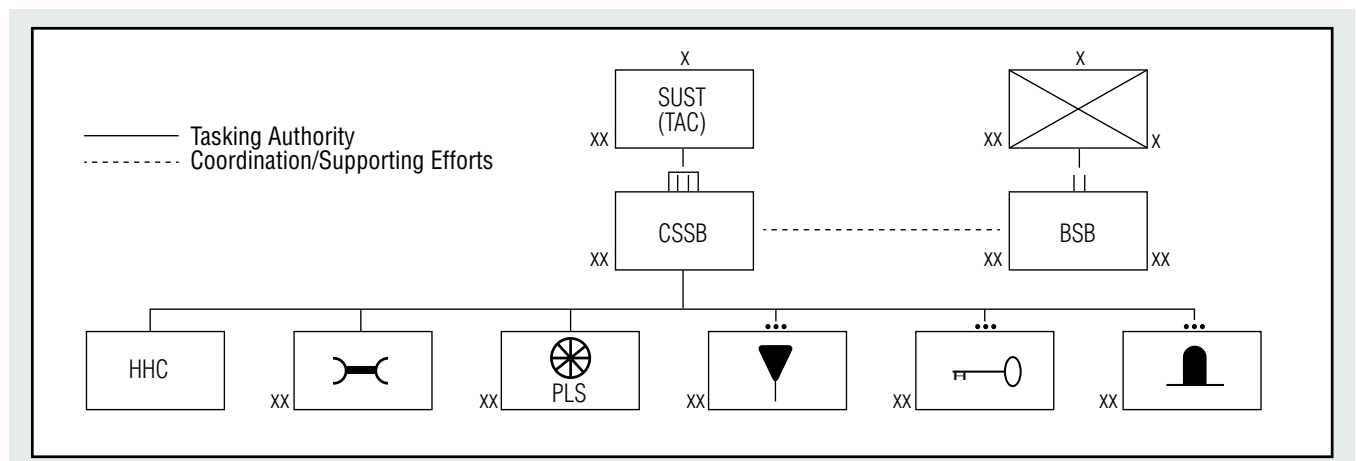 X
SUST
(TAC)
XX
X
XX
X
Tasking Authority
Coordination/Supporting Efforts
CSSB
XX
BSB
XX
XX
HHC
XX
PLS
XX
XX
XX
XX